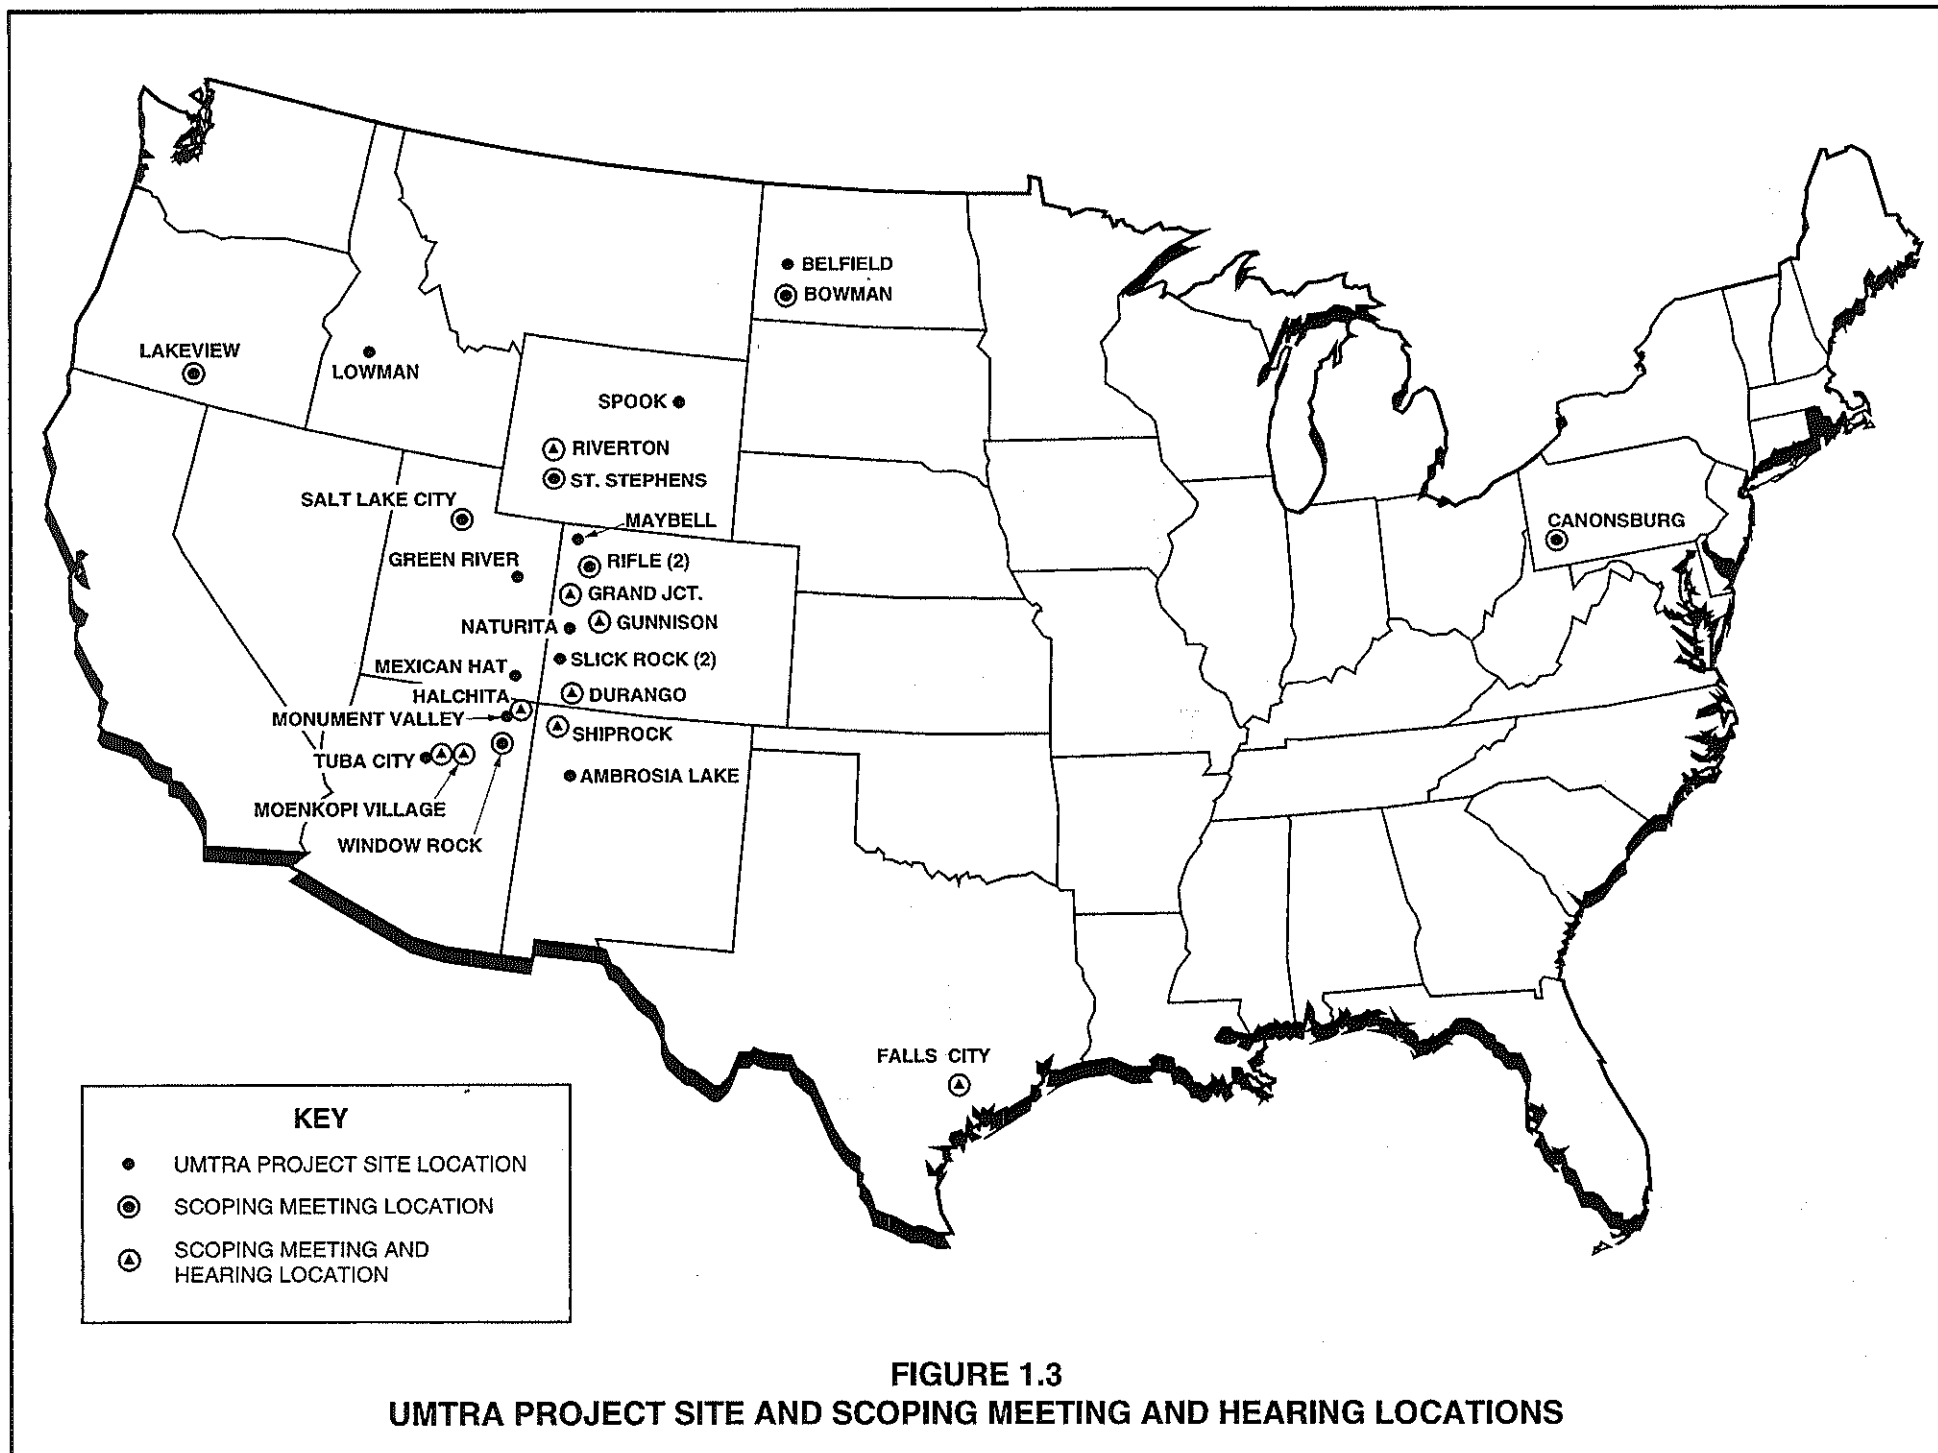 BELFIELD
BOWMAN
LAKEVIEW
LOWMAN
SPOOK
RIVERTON
ST. STEPHENS
SALT LAKE CITY
MAYBELL
CANONSBURG
GREEN RIVER
RIFLE (2)
GRAND JCT.
NATURITA
GUNNISON
MEXICAN HAT
SLICK ROCK (2)
HALCHITA
DURANGO
MONUMENT VALLEY
SHIPROCK
TUBA CITY
AMBROSIA LAKE
MOENKOPI VILLAGE
WINDOW ROCK
FALLS CITY
KEY
UMTRA PROJECT SITE LOCATION
SCOPING MEETING LOCATION
SCOPING MEETING AND
HEARING LOCATION
FIGURE 1.3
UMTRA PROJECT SITE AND SCOPING MEETING AND HEARING LOCATIONS